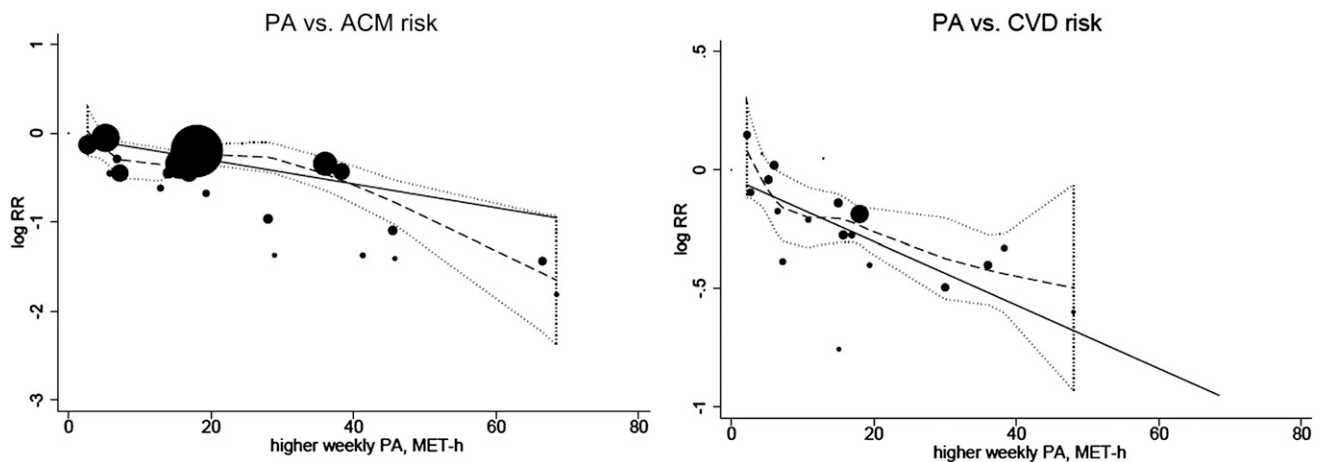 PA vs. ACM risk
1
0
-1
-2
-3
log RR
0 20 40 60 80
higher weekly PA, MET-h
PA vs. CVD risk
.5
0
-.5
-1
log RR
0 20 40 60 80
higher weekly PA, MET-h